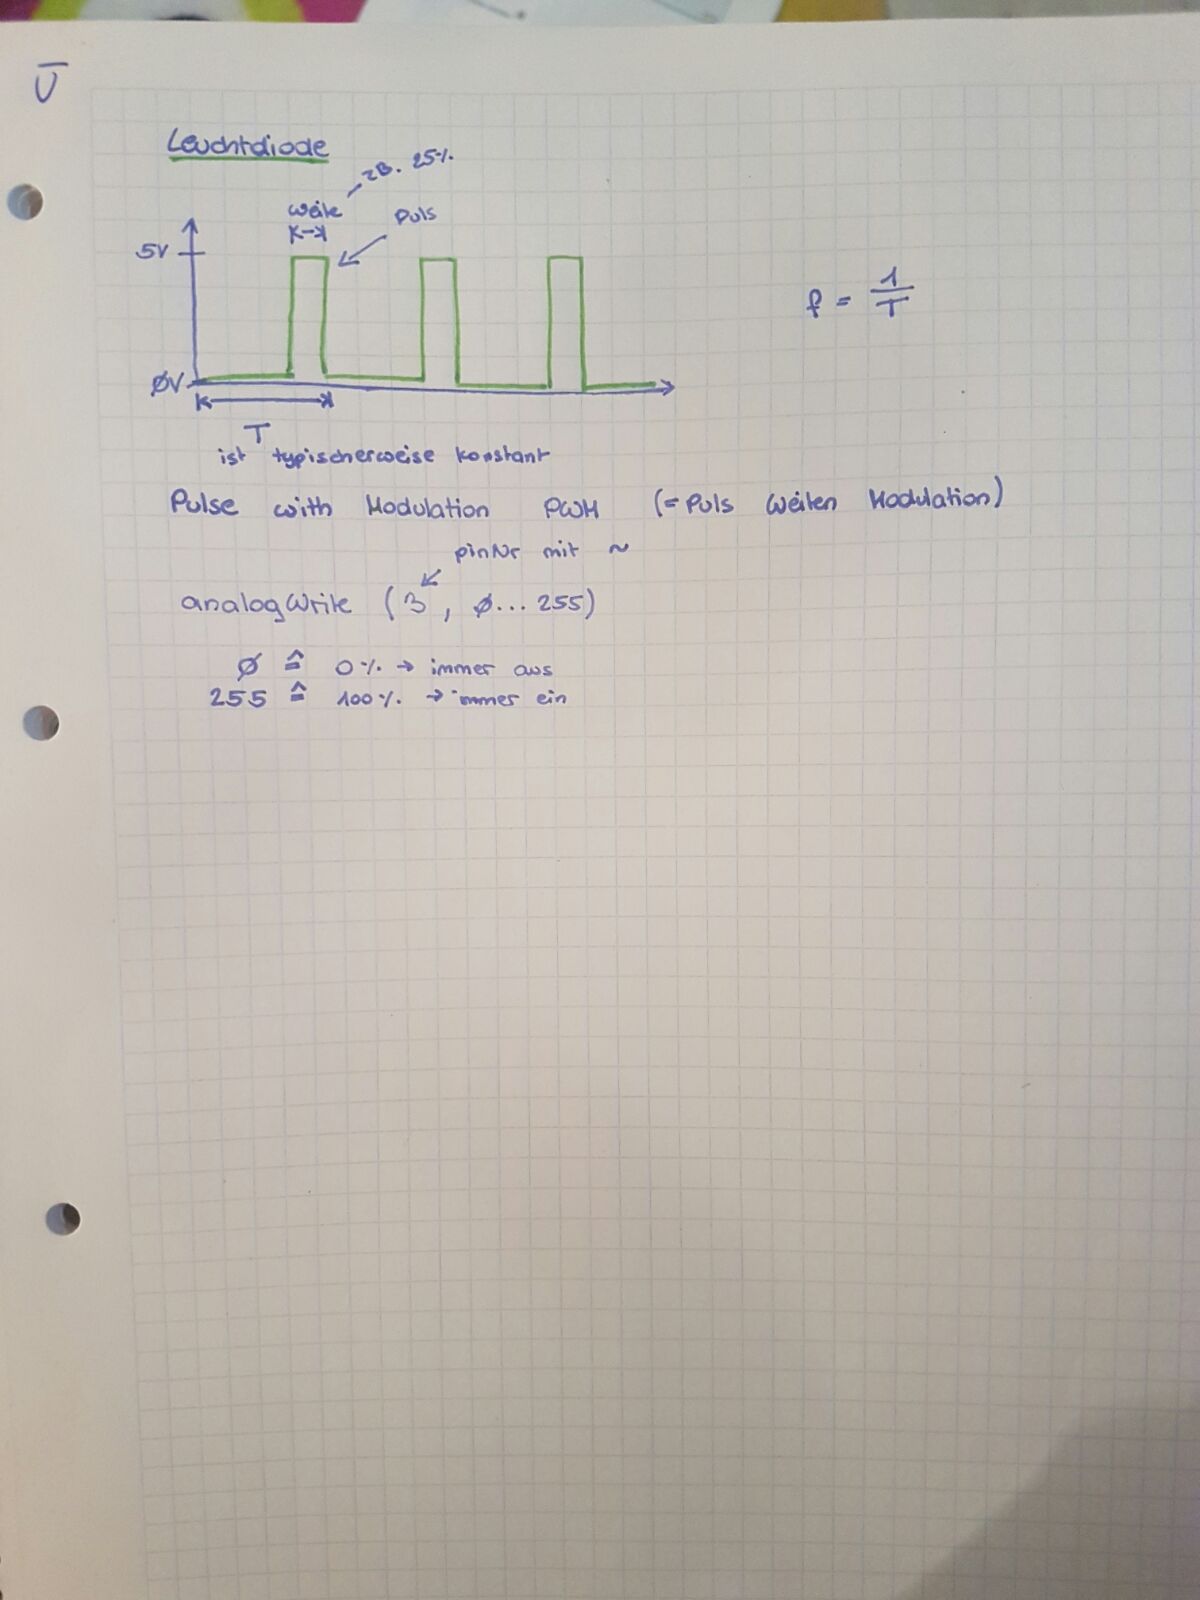 Ū
Leuchtdiode
zB. 25%
Weite
Puls
5V
f = 1/T
ØV
T
ist typischerweise konstant
Pulse with Modulation PWM (= Puls Weiten Modulation)
pinNr mit ~
analogWrite (3, Ø... 255)
Ø ≙ 0% → immer aus
255 ≙ 100% → immer ein